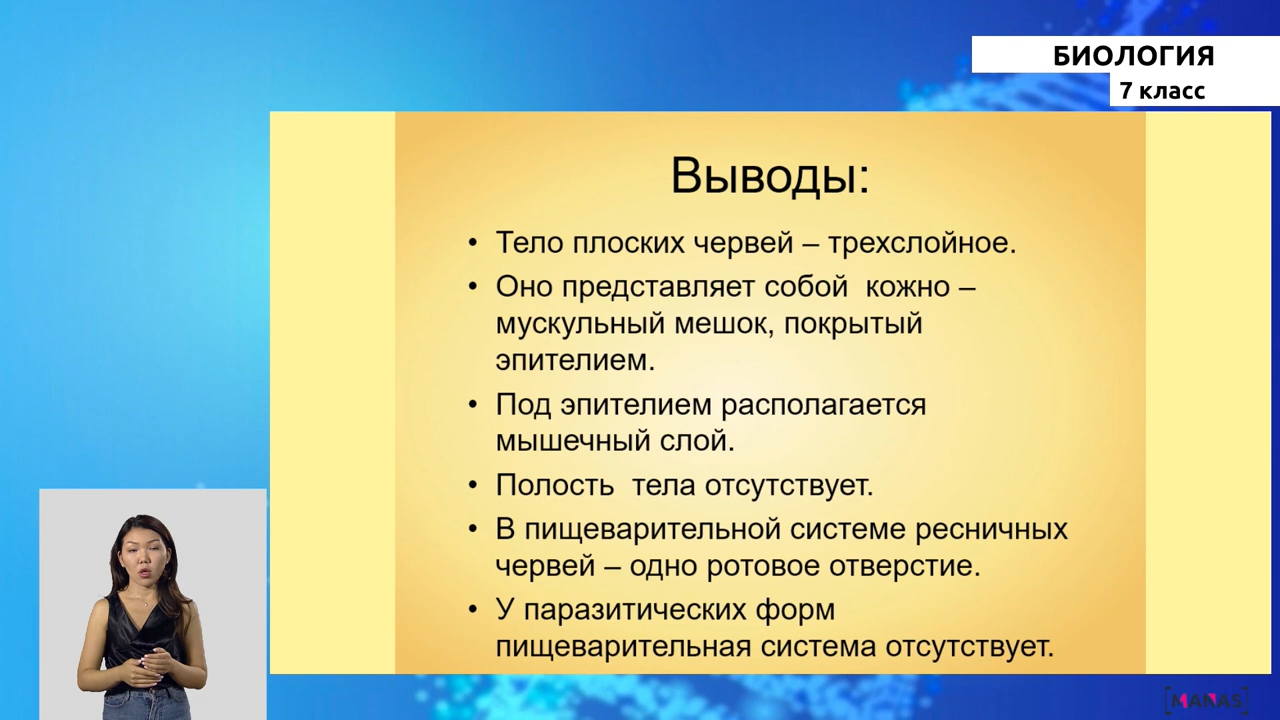 БИОЛОГИЯ
7 класс
Выводы:
• Тело плоских червей – трехслойное.
• Оно представляет собой кожно –
мускульный мешок, покрытый
эпителием.
• Под эпителием располагается
мышечный слой.
• Полость тела отсутствует.
• В пищеварительной системе ресничных
червей – одно ротовое отверстие.
• У паразитических форм
пищеварительная система отсутствует.
[MANAS]